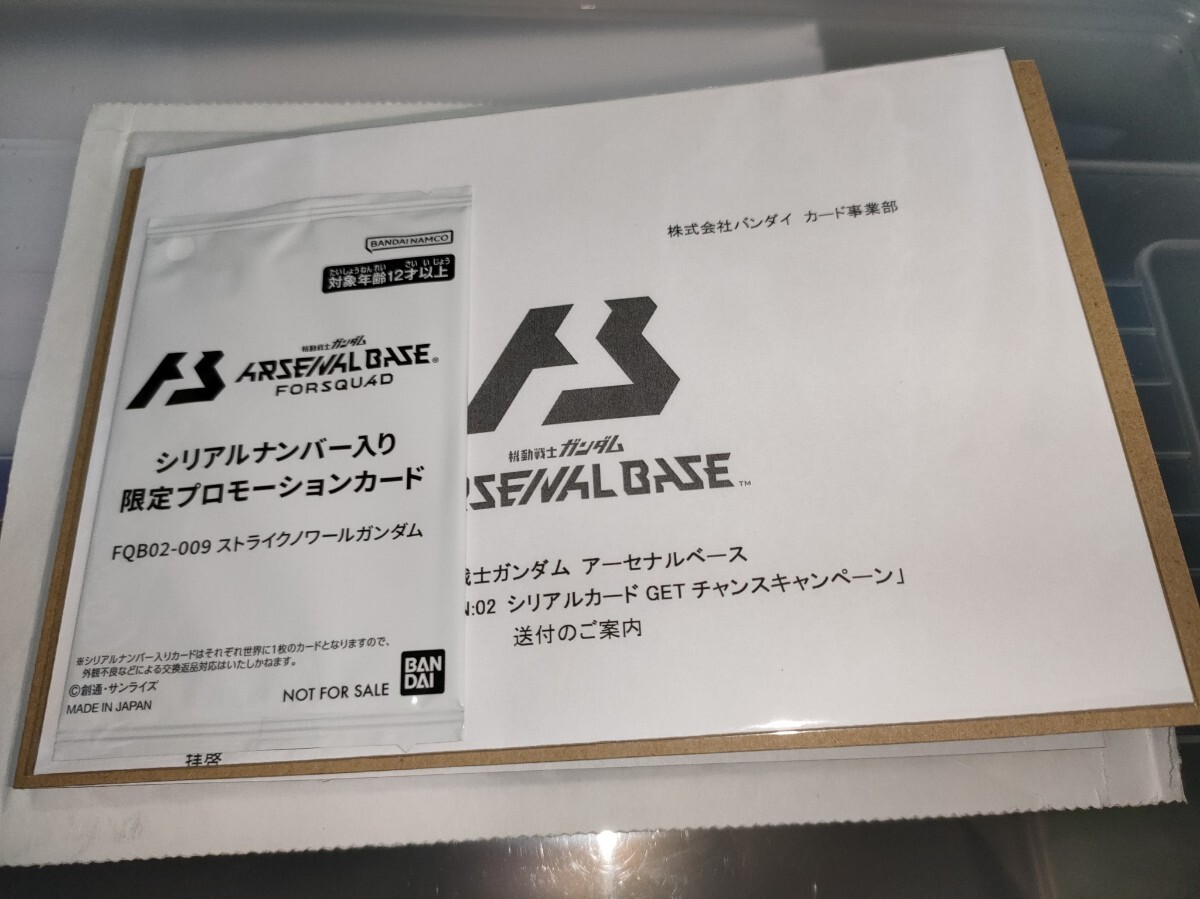 BANDAI NAMCO
たいしょうねんれい さい いじょう
対象年齢12才以上
機動戦士ガンダム
ARSENAL BASE®
FORSQUAD
シリアルナンバー入り
限定プロモーションカード
FQB02-009 ストライクノワールガンダム
※シリアルナンバー入りカードはそれぞれ世界に1枚のカードとなりますので、
外観不良などによる交換返品対応はいたしかねます。
©創通・サンライズ
MADE IN JAPAN
NOT FOR SALE
BAN
DAI
株式会社バンダイ カード事業部
機動戦士ガンダム
RSENAL BASE™
士ガンダム アーセナルベース
N:02 シリアルカード GET チャンスキャンペーン」
送付のご案内
拝啓